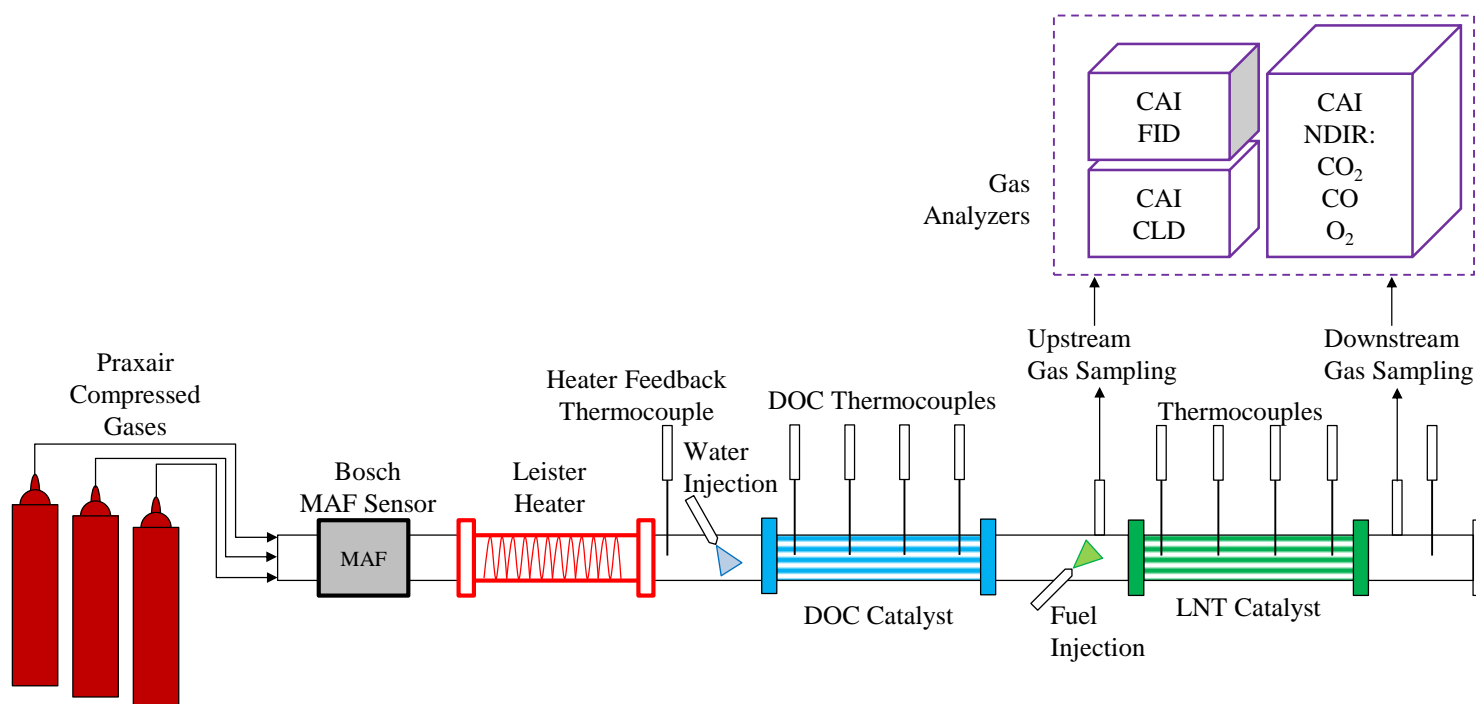 CAI
FID
CAI
CLD
CAI
NDIR:
CO₂
CO
O₂
Gas
Analyzers
Upstream
Gas Sampling
Downstream
Gas Sampling
Praxair
Compressed
Gases
Heater Feedback
Thermocouple
DOC Thermocouples
Thermocouples
Water
Injection
Bosch
MAF Sensor
Leister
Heater
MAF
DOC Catalyst
Fuel
Injection
LNT Catalyst